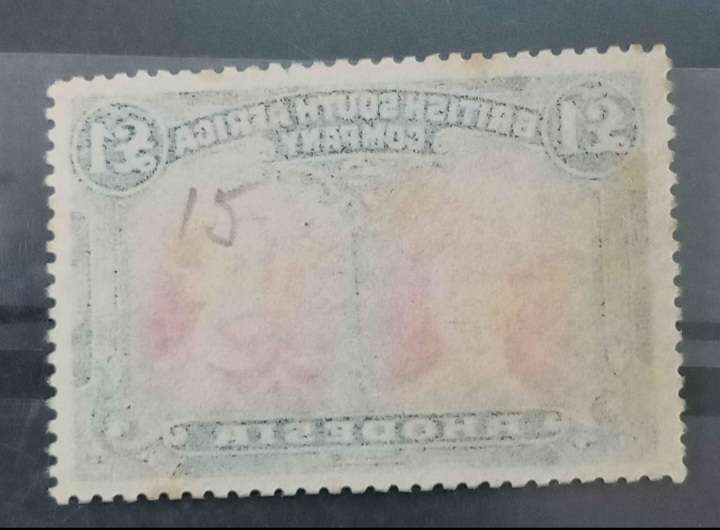 £1 BRITISH SOUTH AFRICA £1
COMPANY.
15
RHODESIA